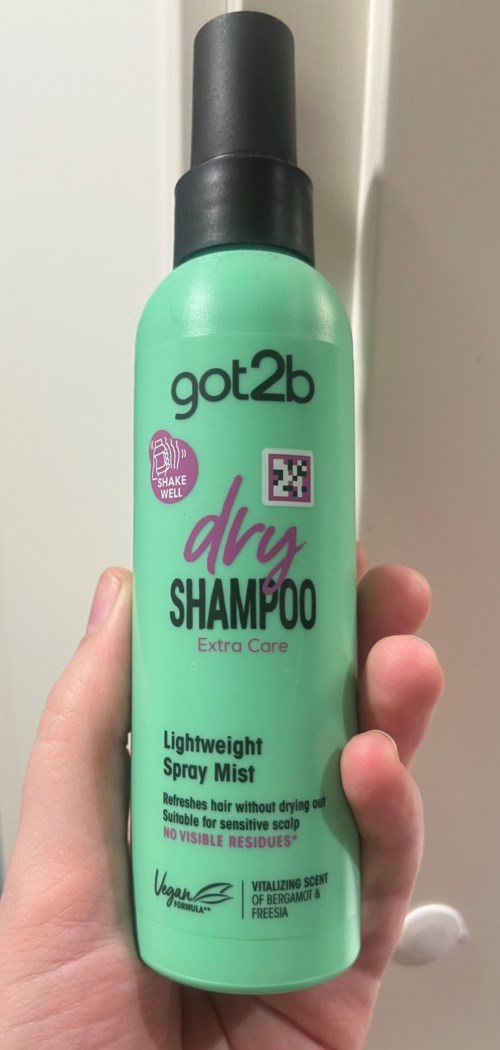 got2b
SHAKE
WELL
dry
SHAMPOO
Extra Care
Lightweight
Spray Mist
Refreshes hair without drying out
Suitable for sensitive scalp
NO VISIBLE RESIDUES*
Vegan
FORMULA**
VITALIZING SCENT
OF BERGAMOT &
FREESIA